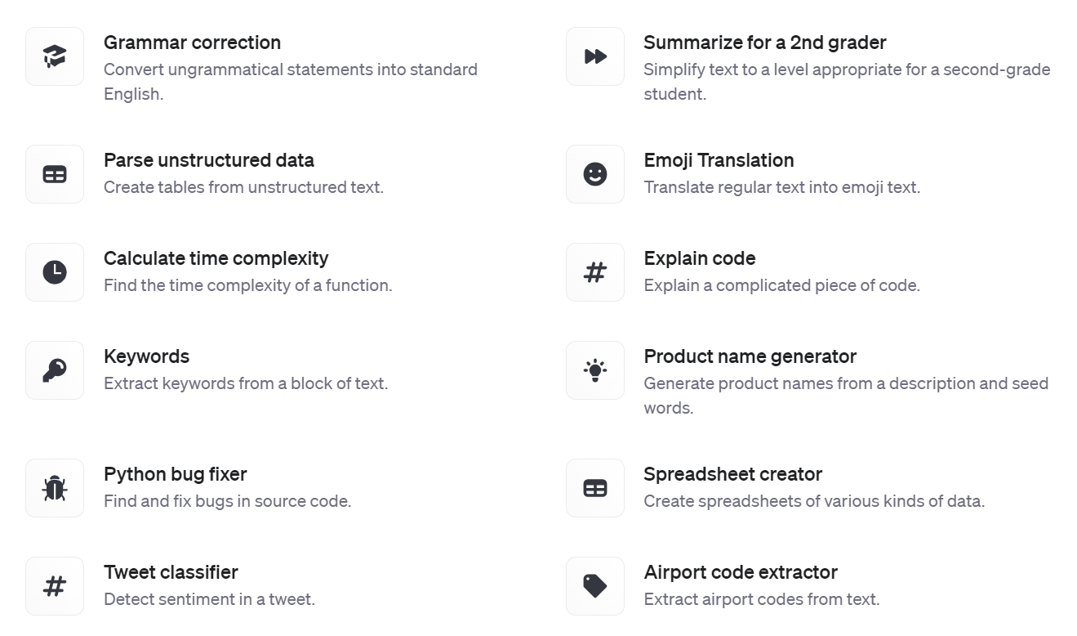 Grammar correction
Convert ungrammatical statements into standard
English.
Summarize for a 2nd grader
Simplify text to a level appropriate for a second-grade
student.
Parse unstructured data
Create tables from unstructured text.
Emoji Translation
Translate regular text into emoji text.
Calculate time complexity
Find the time complexity of a function.
Explain code
Explain a complicated piece of code.
Keywords
Extract keywords from a block of text.
Product name generator
Generate product names from a description and seed
words.
Python bug fixer
Find and fix bugs in source code.
Spreadsheet creator
Create spreadsheets of various kinds of data.
Tweet classifier
Detect sentiment in a tweet.
Airport code extractor
Extract airport codes from text.